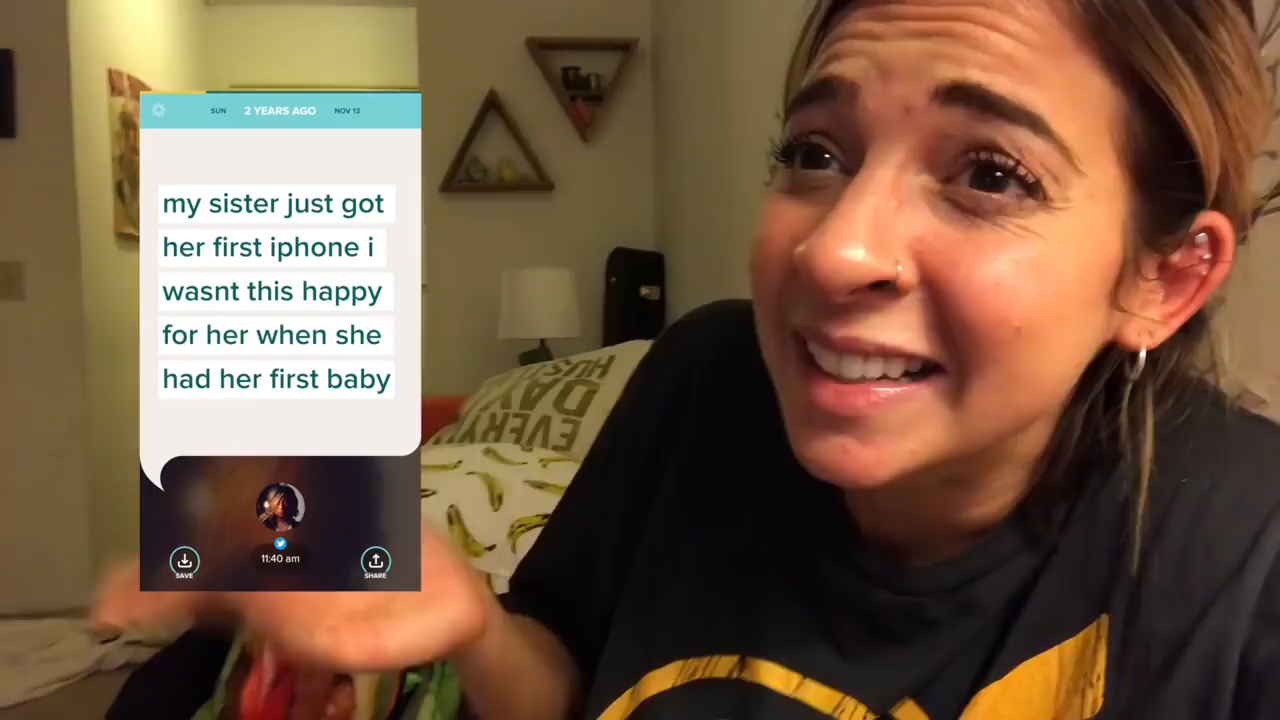 SUN 2 YEARS AGO NOV 13
my sister just got
her first iphone i
wasnt this happy
for her when she
had her first baby
11:40 am
SAVE
SHARE
HUSTLE
DAY
EVERY